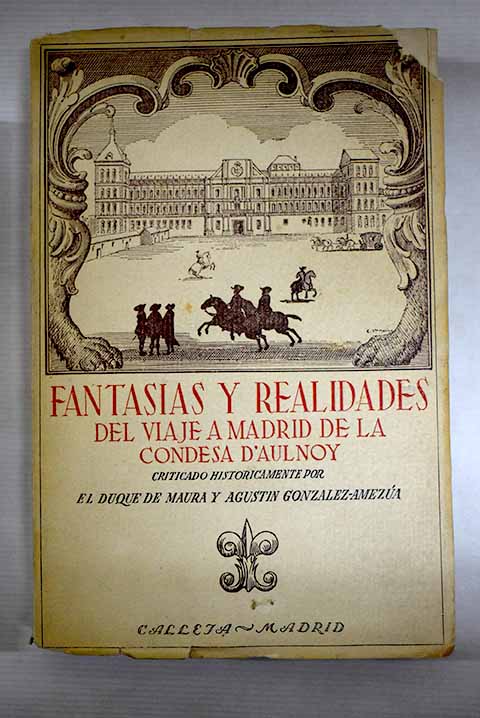 FANTASIAS Y REALIDADES
DEL VIAJE A MADRID DE LA
CONDESA D'AULNOY
CRITICADO HISTORICAMENTE POR
EL DUQUE DE MAURA Y AGUSTIN GONZALEZ-AMEZÚA
CALLEJA ~ MADRID